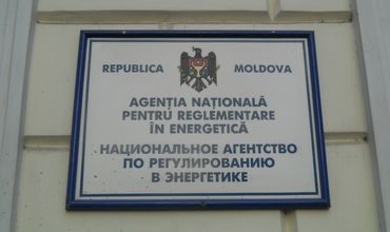 REPUBLICA MOLDOVA
AGENȚIA NAȚIONALĂ
PENTRU REGLEMENTARE
ÎN ENERGETICĂ
НАЦИОНАЛЬНОЕ АГЕНТСТВО
ПО РЕГУЛИРОВАНИЮ
В ЭНЕРГЕТИКЕ